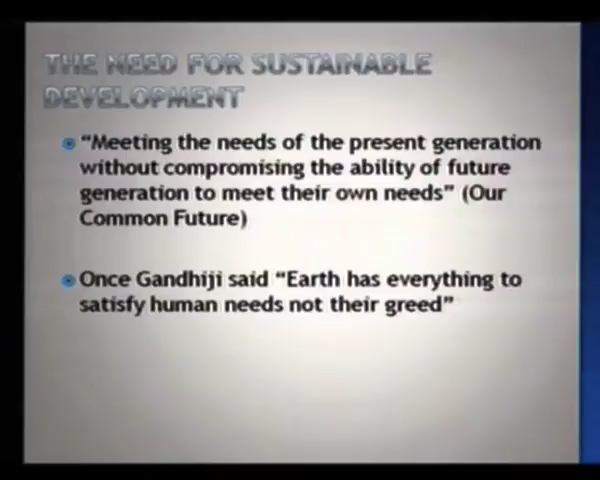 THE NEED FOR SUSTAINABLE
DEVELOPMENT
"Meeting the needs of the present generation
without compromising the ability of future
generation to meet their own needs" (Our
Common Future)
Once Gandhiji said "Earth has everything to
satisfy human needs not their greed"